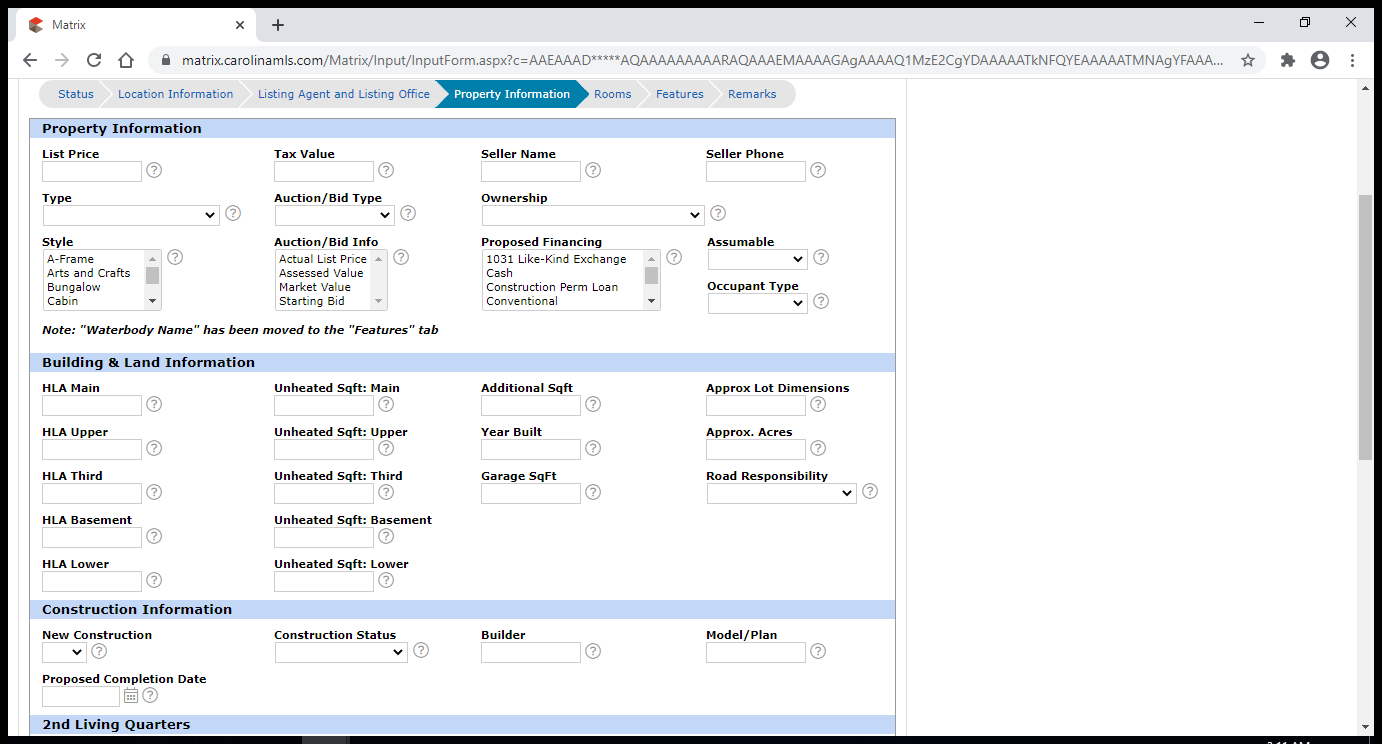 Matrix
matrix.carolinamls.com/Matrix/Input/InputForm.aspx?c=AAEAAAD*****AQAAAAAAAAARAQAAAEMAAAAGAgAAAAQ1MzE2CgYDAAAAATkNFQYEAAAAATMNAgYFAAA...
Status Location Information Listing Agent and Listing Office Property Information Rooms Features Remarks
Property Information
List Price Tax Value Seller Name Seller Phone
Type Auction/Bid Type Ownership
Style Auction/Bid Info Proposed Financing Assumable
A-Frame Actual List Price 1031 Like-Kind Exchange
Arts and Crafts Assessed Value Cash
Bungalow Market Value Construction Perm Loan Occupant Type
Cabin Starting Bid Conventional
Note: "Waterbody Name" has been moved to the "Features" tab
Building & Land Information
HLA Main Unheated Sqft: Main Additional Sqft Approx Lot Dimensions
HLA Upper Unheated Sqft: Upper Year Built Approx. Acres
HLA Third Unheated Sqft: Third Garage SqFt Road Responsibility
HLA Basement Unheated Sqft: Basement
HLA Lower Unheated Sqft: Lower
Construction Information
New Construction Construction Status Builder Model/Plan
Proposed Completion Date
2nd Living Quarters